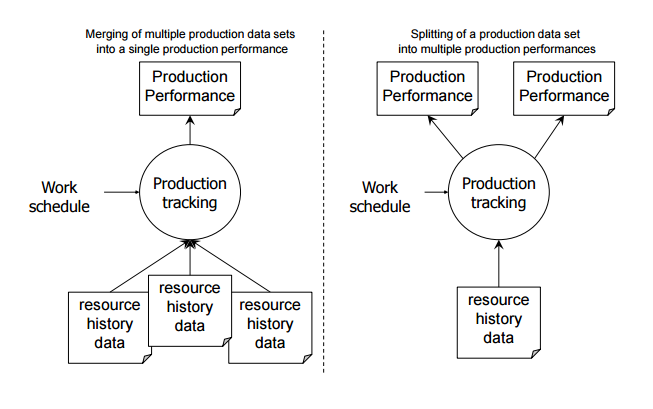 Merging of multiple production data sets
into a single production performance
Production
Performance
Work
schedule
Production
tracking
resource
history
data
resource
history
data
resource
history
data
Splitting of a production data set
into multiple production performances
Production
Performance
Production
Performance
Work
schedule
Production
tracking
resource
history
data